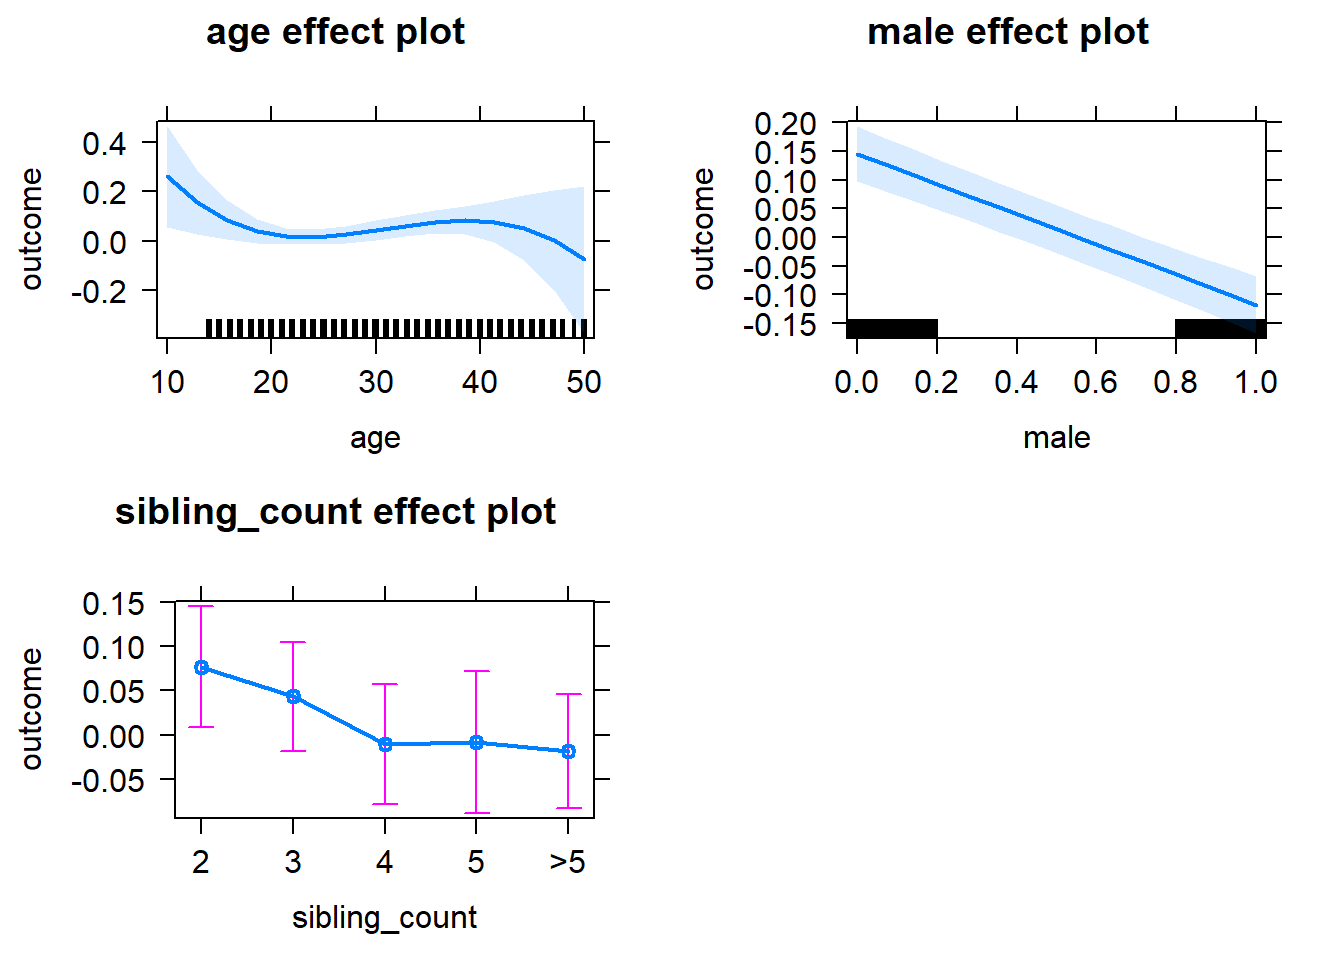 age effect plot
outcome
0.4
0.2
0.0
-0.2
10 20 30 40 50
age
male effect plot
outcome
0.20
0.15
0.10
0.05
0.00
-0.05
-0.10
-0.15
0.0 0.2 0.4 0.6 0.8 1.0
male
sibling_count effect plot
outcome
0.15
0.10
0.05
0.00
-0.05
2 3 4 5 >5
sibling_count